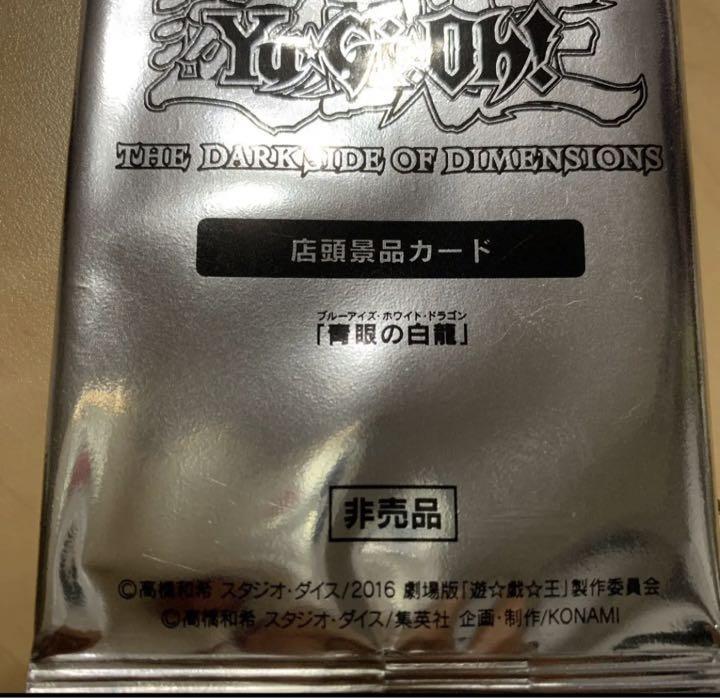 Yu-Gi-Oh!
THE DARK SIDE OF DIMENSIONS
店頭景品カード
ブルーアイズ・ホワイト・ドラゴン
「青眼の白龍」
非売品
©高橋和希 スタジオ・ダイス/2016 劇場版「遊☆戯☆王」製作委員会
©高橋和希 スタジオ・ダイス/集英社 企画・制作/KONAMI